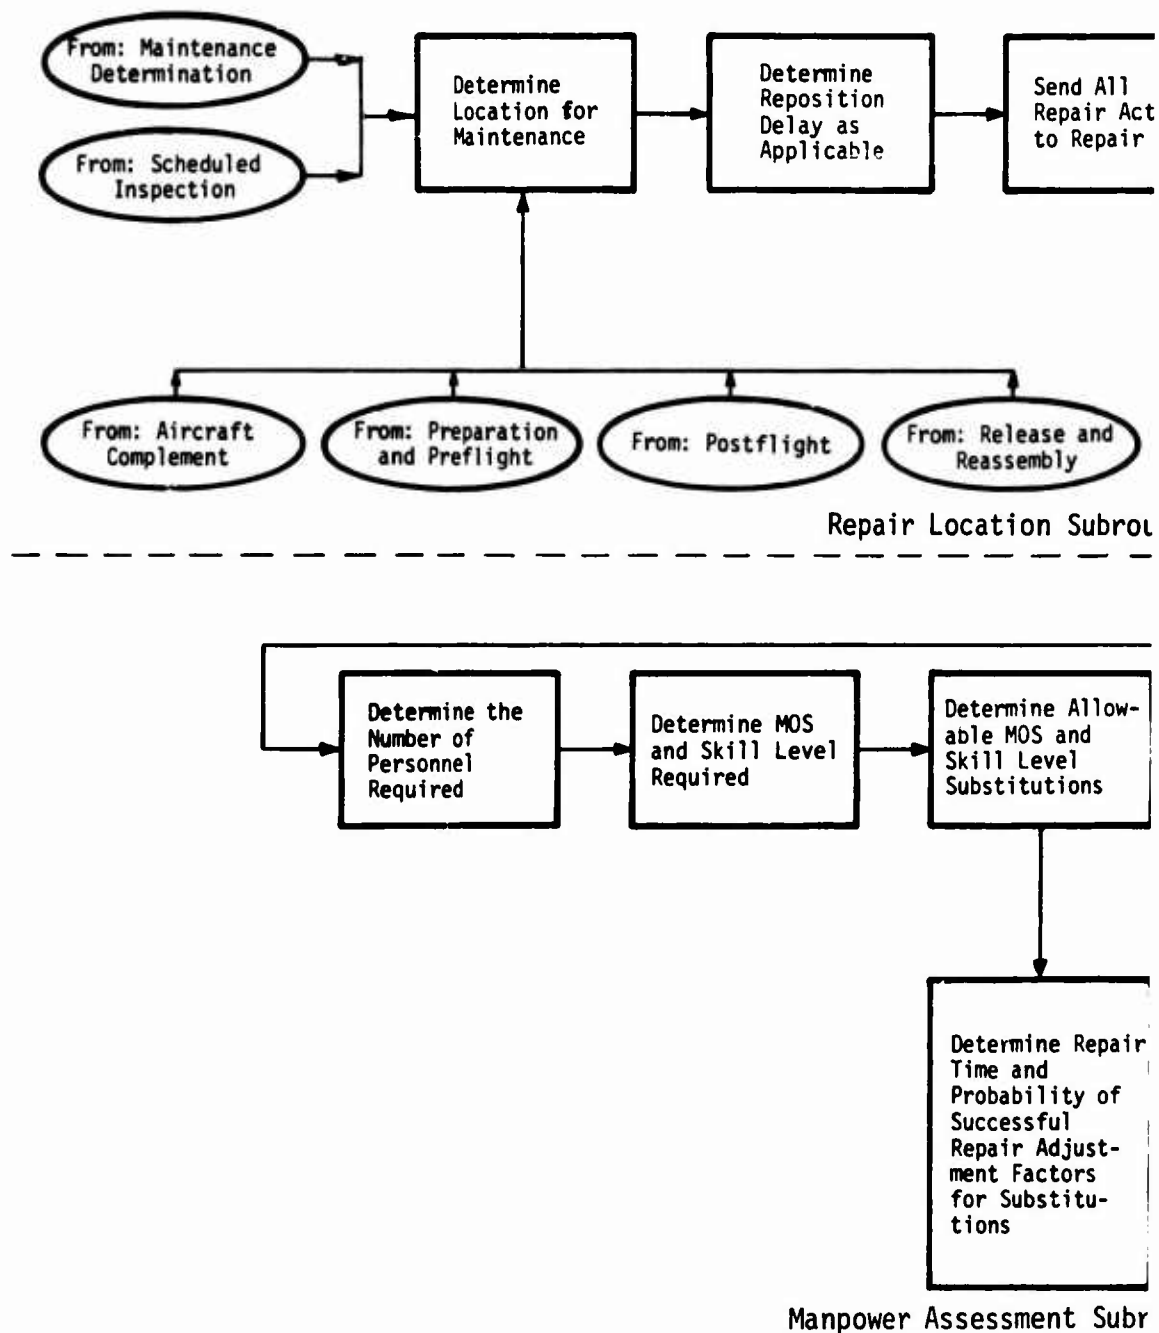 From: Maintenance
Determination
From: Scheduled
Inspection
Determine
Location for
Maintenance
Determine
Reposition
Delay as
Applicable
Send All
Repair Act
to Repair
From: Aircraft
Complement
From: Preparation
and Preflight
From: Postflight
From: Release and
Reassembly
Repair Location Subrou
Determine the
Number of
Personnel
Required
Determine MOS
and Skill Level
Required
Determine Allow-
able MOS and
Skill Level
Substitutions
Determine Repair
Time and
Probability of
Successful
Repair Adjust-
ment Factors
for Substitu-
tions
Manpower Assessment Subr